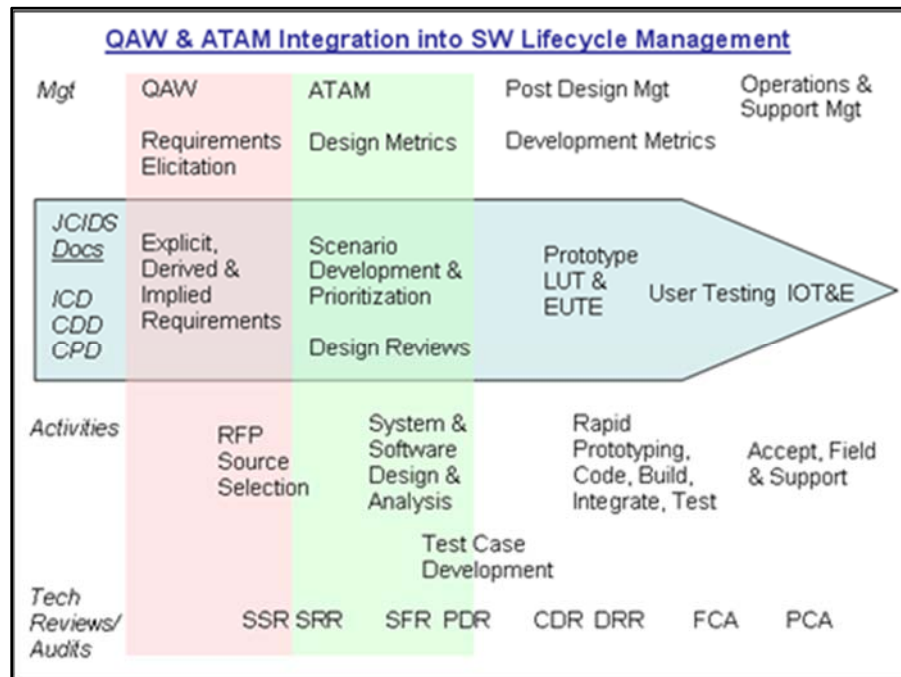 QAW & ATAM Integration into SW Lifecycle Management
Mgt
QAW
ATAM
Post Design Mgt
Operations &
Support Mgt
Requirements
Elicitation
Design Metrics
Development Metrics
JCIDS
Docs
ICD
CDD
CPD
Explicit,
Derived &
Implied
Requirements
Scenario
Development &
Prioritization
Design Reviews
Prototype
LUT &
EUTE
User Testing
IOT&E
Activities
RFP
Source
Selection
System &
Software
Design &
Analysis
Rapid
Prototyping,
Code, Build,
Integrate, Test
Accept, Field
& Support
Test Case
Development
Tech
Reviews/
Audits
SSR SRR SFR PDR CDR DRR FCA PCA